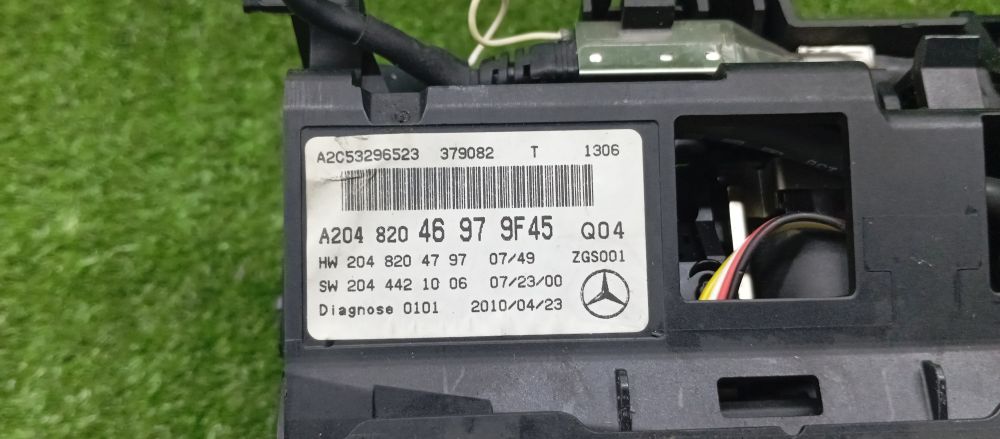 A2C53296523 379082 T 1306
A204 820 46 97 9F45 Q04
HW 204 820 47 97 07/49 ZGS001
SW 204 442 10 06 07/23/00
Diagnose 0101 2010/04/23